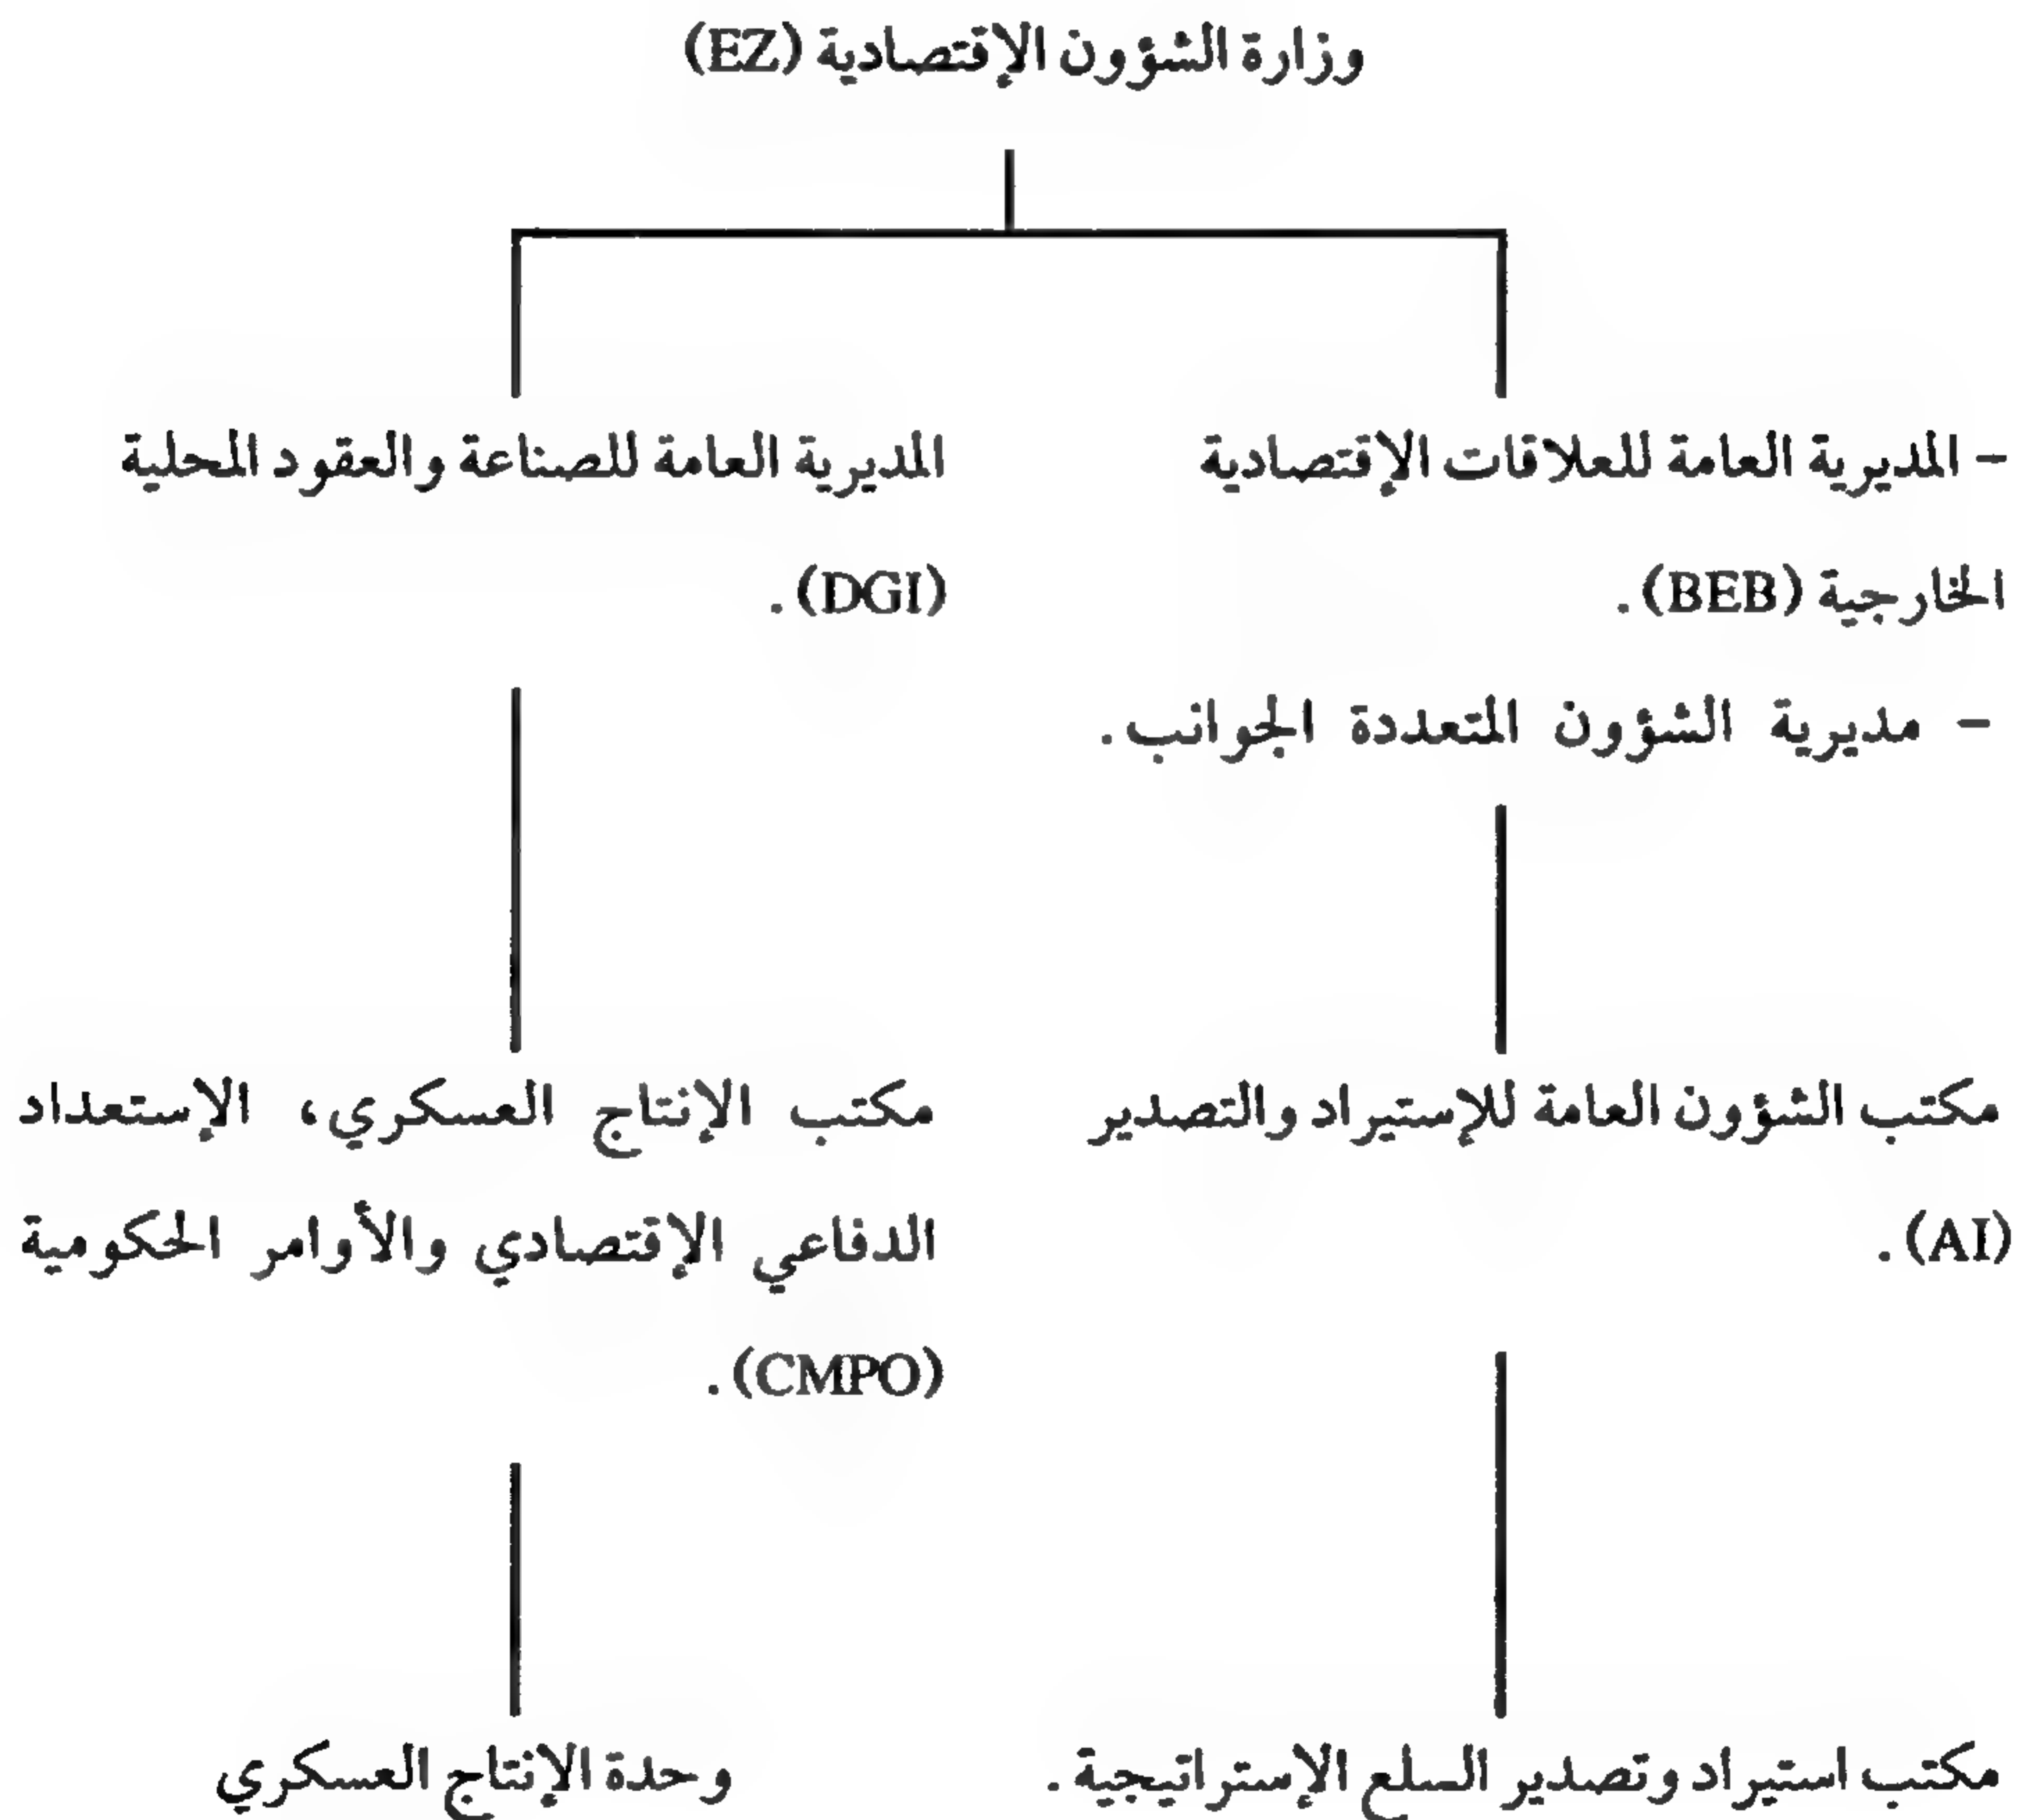 وزارة الشؤون الإقتصادية (EZ)
- المديرية العامة للعلاقات الإقتصادية
الخارجية (BEB).
- مديرية الشؤون المتعددة الجوانب.
مكتب الشؤون العامة للإستيراد والتصدير
(AI).
مكتب استيراد وتصدير السلع الإستراتيجية.
المديرية العامة للصناعة والعقود المحلية
(DGI).
مكتب الإنتاج العسكري، الإستعداد
الدفاعي الإقتصادي والأوامر الحكومية
(CMPO).
وحدة الإنتاج العسكري